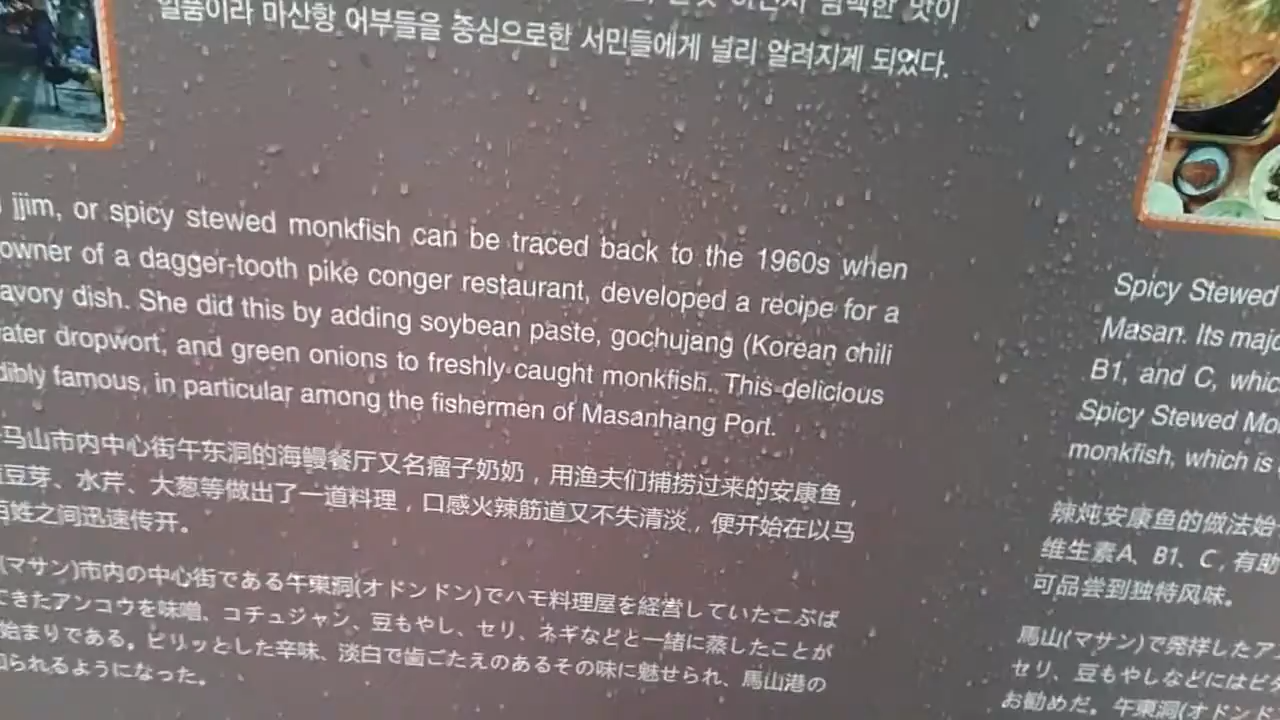 일품이라 마산항 어부들을 중심으로한 서민들에게 널리 알려지게 되었다.
jjim, or spicy stewed monkfish can be traced back to the 1960s when
owner of a dagger-tooth pike conger restaurant, developed a recipe for a
avory dish. She did this by adding soybean paste, gochujang (Korean chili
ater dropwort, and green onions to freshly caught monkfish. This delicious
dibly famous, in particular among the fishermen of Masanhang Port.
马山市内中心街午东洞的海鳗餐厅又名瘤子奶奶，用渔夫们捕捞过来的安康鱼，
豆芽、水芹、大葱等做出了一道料理，口感火辣筋道又不失清淡，便开始在以马
百姓之间迅速传开。
(マサン)市内の中心街である午東洞(オドンドン)でハモ料理屋を経営していたこぶば
てきたアンコウを味噌、コチュジャン、豆もやし、セリ、ネギなどと一緒に蒸したことが
始まりである。ピリッとした辛味、淡白で歯ごたえのあるその味に魅せられ、馬山港の
知られるようになった。
Spicy Stewed
Masan. Its majo
B1, and C, whic
Spicy Stewed Mo
monkfish, which is
辣炖安康鱼的做法始
维生素A、B1、C，有助
可品尝到独特风味。
馬山(マサン)で発祥したア
セリ、豆もやしなどにはビタ
お勧めだ。午東洞(オドンド